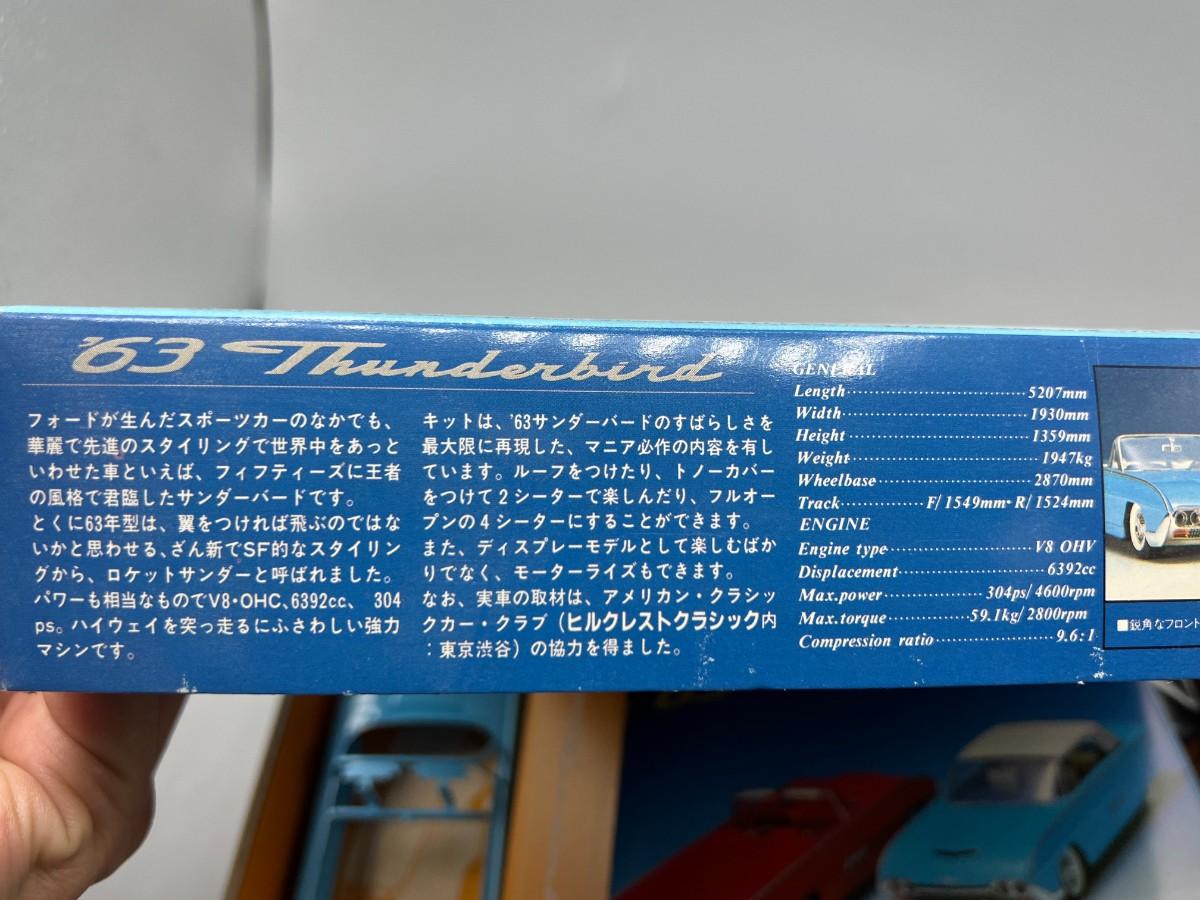 '63 Thunderbird
フォードが生んだスポーツカーのなかでも、
華麗で先進のスタイリングで世界中をあっと
いわせた車といえば、フィフティーズに王者
の風格で君臨したサンダーバードです。
とくに63年型は、翼をつければ飛ぶのではな
いかと思わせる、ざん新でSF的なスタイリン
グから、ロケットサンダーと呼ばれました。
パワーも相当なものでV8・OHC、6392cc、304
ps。ハイウェイを突っ走るにふさわしい強力
マシンです。
キットは、'63サンダーバードのすばらしさを
最大限に再現した、マニア必作の内容を有し
ています。ルーフをつけたり、トノーカバー
をつけて2シーターで楽しんだり、フルオー
プンの4シーターにすることができます。
また、ディスプレーモデルとして楽しむばか
りでなく、モーターライズもできます。
なお、実車の取材は、アメリカン・クラシッ
クカー・クラブ（ヒルクレストクラシック内
：東京渋谷）の協力を得ました。
GENERAL
Length 5207mm
Width 1930mm
Height 1359mm
Weight 1947kg
Wheelbase 2870mm
Track F/1549mm・R/1524mm
ENGINE
Engine type V8 OHV
Displacement 6392cc
Max.power 304ps/4600rpm
Max.torque 59.1kg/2800rpm
Compression ratio 9.6:1
■鋭角なフロント